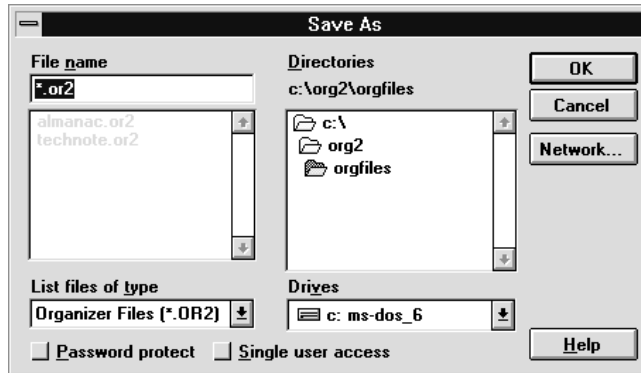 Save As
File name
*.or2
almanac.or2
technote.or2
List files of type
Organizer Files (*.OR2)
Password protect
Single user access
Directories
c:\org2\orgfiles
c:\
org2
orgfiles
Drives
c: ms-dos_6
OK
Cancel
Network...
Help